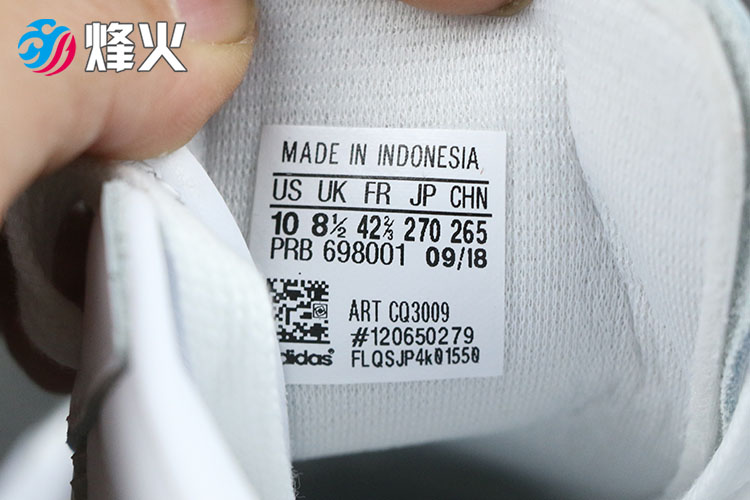 烽火
MADE IN INDONESIA
US UK FR JP CHN
10 8½ 42⅔ 270 265
PRB 698001 09/18
ART CQ3009
#120650279
adidas FLQSJP4k01550